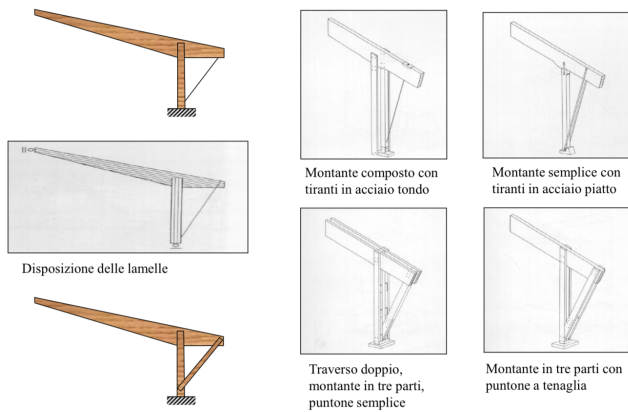 Montante composto con
tiranti in acciaio tondo
Montante semplice con
tiranti in acciaio piatto
Disposizione delle lamelle
Traverso doppio,
montante in tre parti,
puntone semplice
Montante in tre parti con
puntone a tenaglia